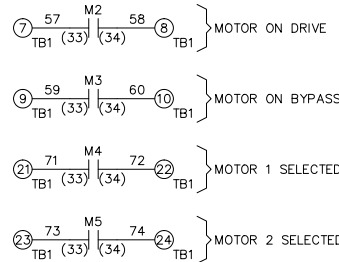 M2
7 57 58 8 MOTOR ON DRIVE
TB1 (33) (34) TB1
M3
9 59 60 10 MOTOR ON BYPASS
TB1 (33) (34) TB1
M4
21 71 72 22 MOTOR 1 SELECTED
TB1 (33) (34) TB1
M5
23 73 74 24 MOTOR 2 SELECTED
TB1 (33) (34) TB1